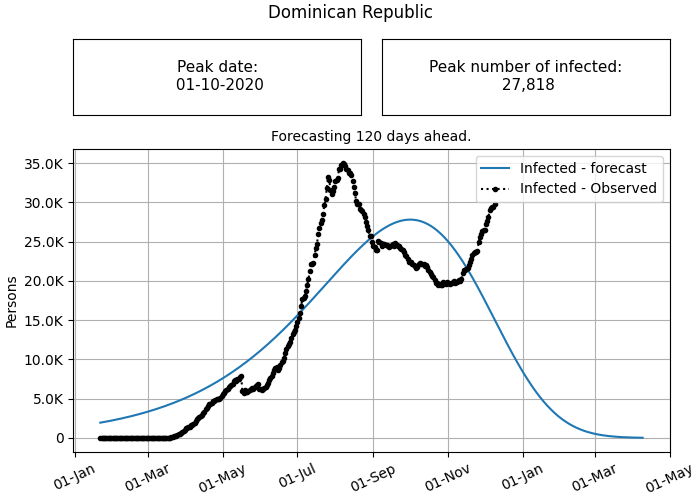 Dominican Republic
Peak date:
01-10-2020
Peak number of infected:
27,818
Forecasting 120 days ahead.
Infected - forecast
Infected - Observed
35.0K
30.0K
25.0K
20.0K
15.0K
10.0K
5.0K
0
Persons
01-Jan
01-Mar
01-May
01-Jul
01-Sep
01-Nov
01-Jan
01-Mar
01-May